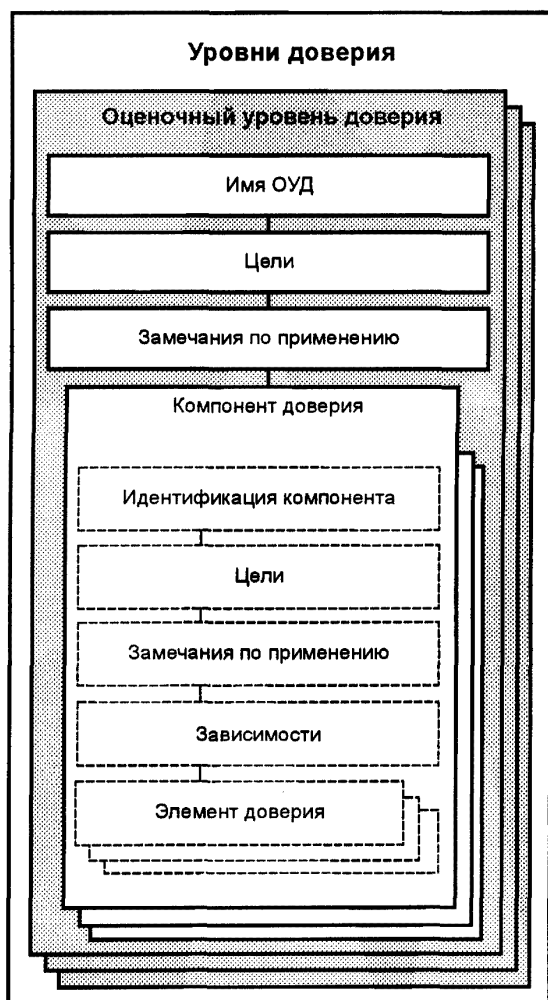 Уровни доверия
Оценочный уровень доверия
Имя ОУД
Цели
Замечания по применению
Компонент доверия
Идентификация компонента
Цели
Замечания по применению
Зависимости
Элемент доверия